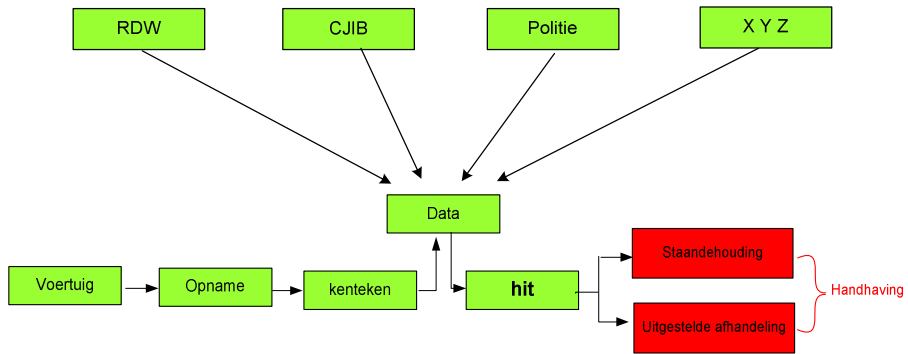 RDW
CJIB
Politie
X Y Z
Data
Voertuig
Opname
kenteken
hit
Staandehouding
Uitgestelde afhandeling
Handhaving